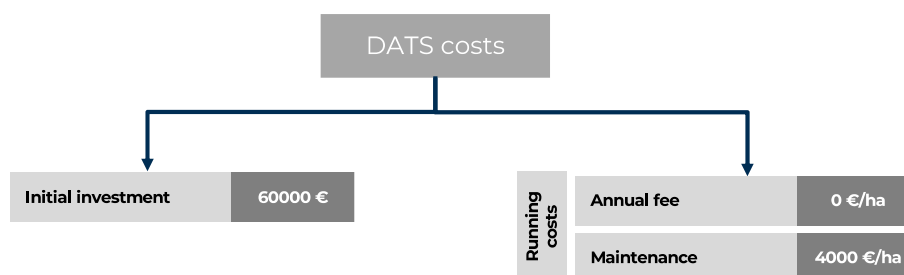 DATS costs
Initial investment 60000 €
Running
costs
Annual fee 0 €/ha
Maintenance 4000 €/ha